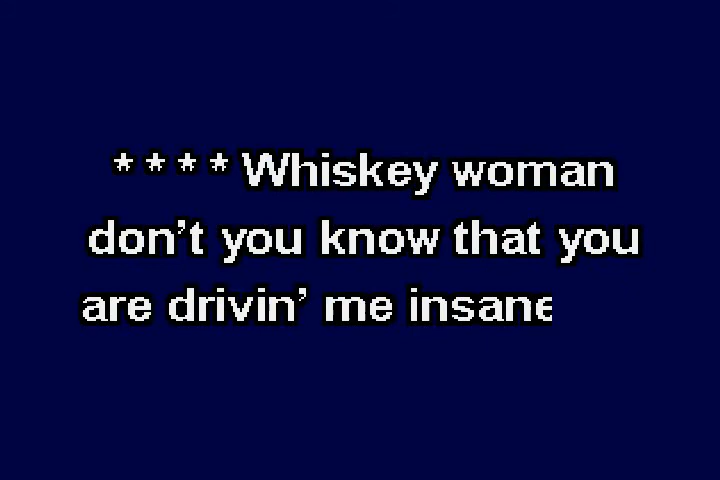 * * * * Whiskey woman
don’t you know that you
are drivin’ me insane